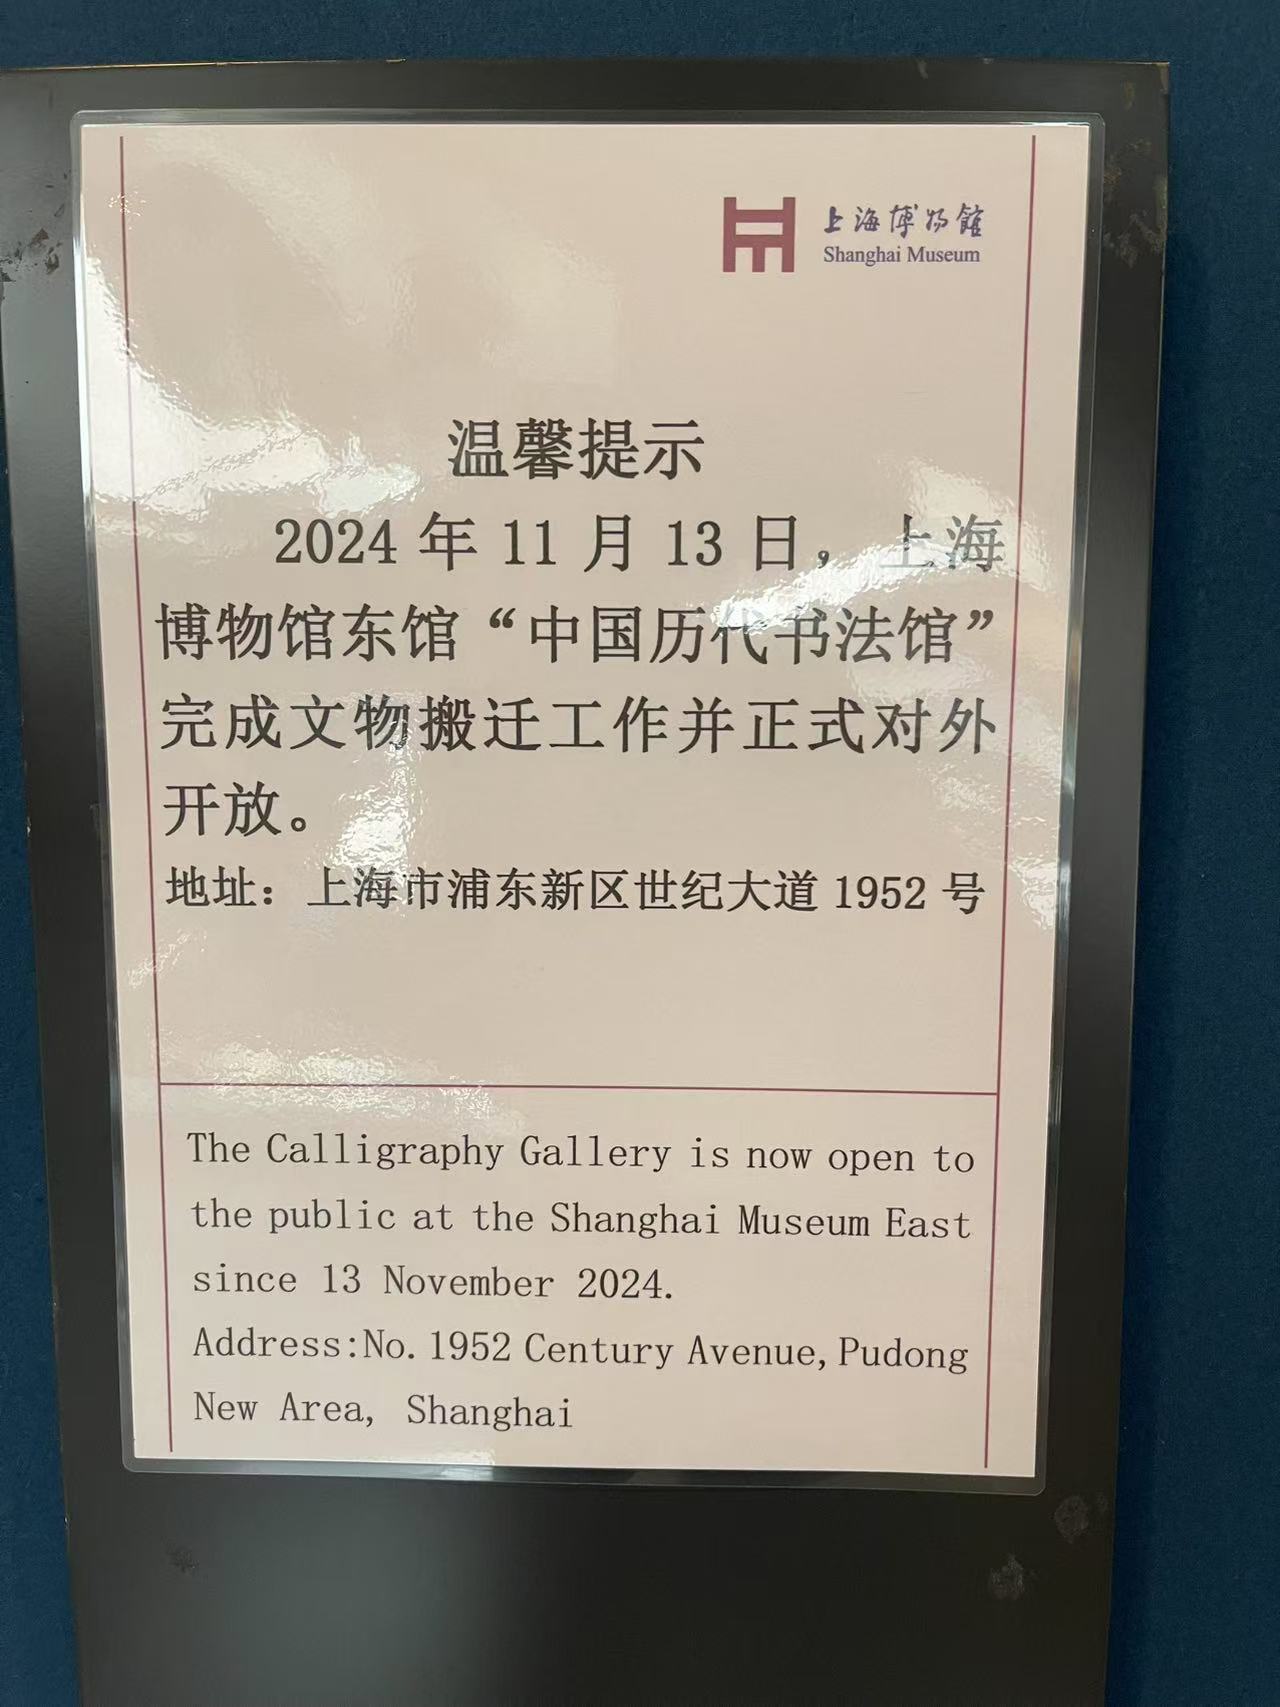 上海博物馆
Shanghai Museum
温馨提示
2024 年 11 月 13 日，上海
博物馆东馆“中国历代书法馆”
完成文物搬迁工作并正式对外
开放。
地址：上海市浦东新区世纪大道 1952 号
The Calligraphy Gallery is now open to
the public at the Shanghai Museum East
since 13 November 2024.
Address:No. 1952 Century Avenue, Pudong
New Area, Shanghai